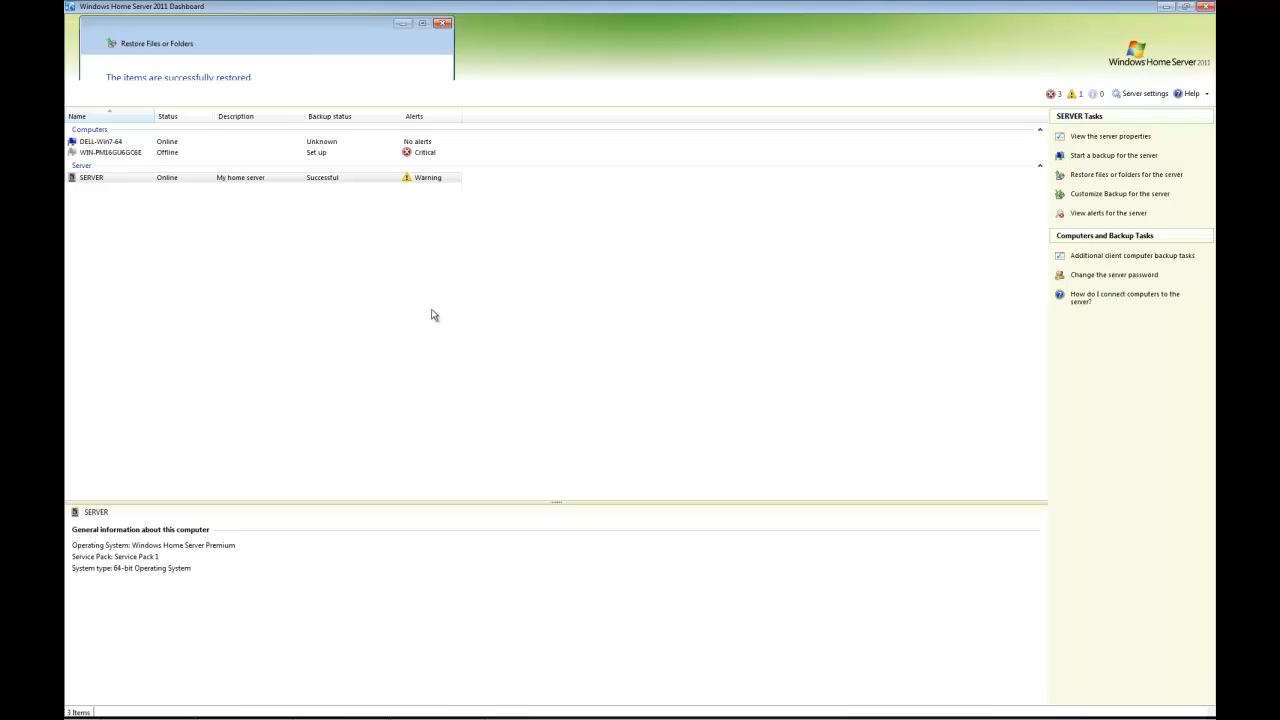 Windows Home Server 2011 Dashboard
Restore Files or Folders
The items are successfully restored
Windows Home Server 2011
3 1 0 Server settings Help
Name Status Description Backup status Alerts
Computers
DELL-Win7-64 Online Unknown No alerts
WIN-PM16GU6GC6E Offline Set up Critical
Server
SERVER Online My home server Successful Warning
SERVER Tasks
View the server properties
Start a backup for the server
Restore files or folders for the server
Customize Backup for the server
View alerts for the server
Computers and Backup Tasks
Additional client computer backup tasks
Change the server password
How do I connect computers to the
server?
SERVER
General information about this computer
Operating System: Windows Home Server Premium
Service Pack: Service Pack 1
System type: 64-bit Operating System
3 Items